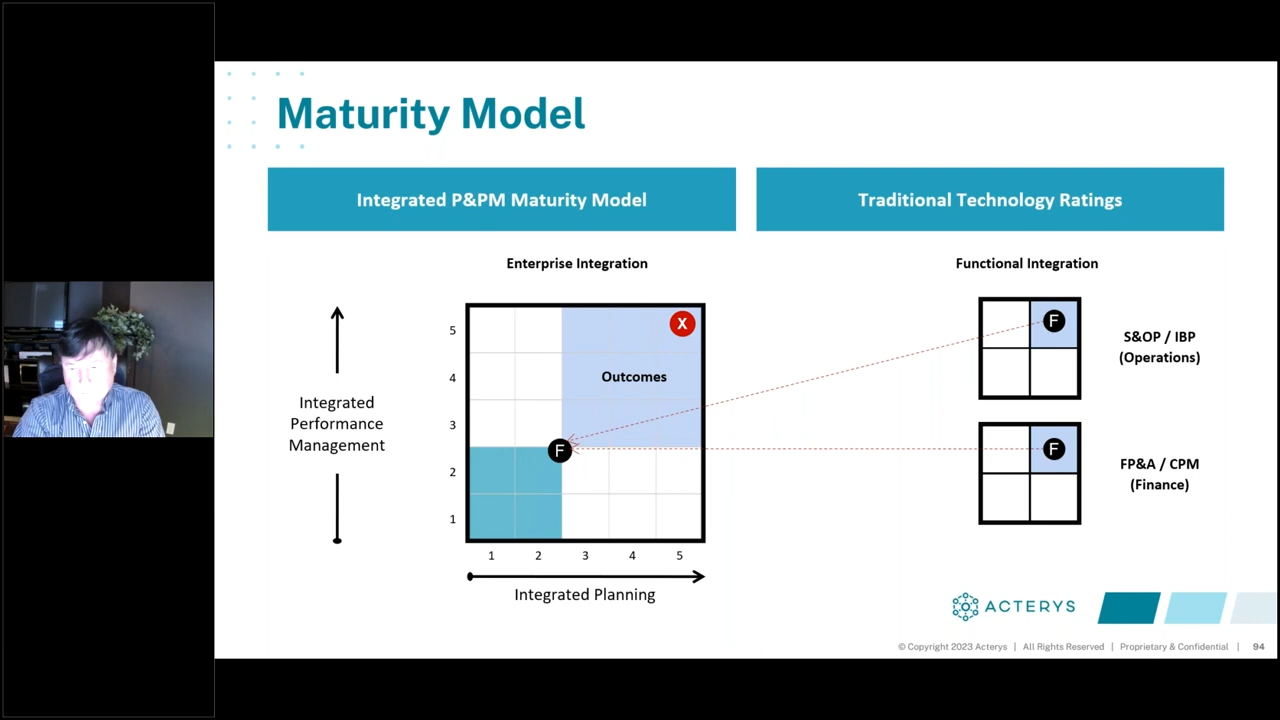 Maturity Model
Integrated P&PM Maturity Model
Traditional Technology Ratings
Enterprise Integration
Functional Integration
Integrated
Performance
Management
5
4
3
2
1
X
Outcomes
F
1 2 3 4 5
Integrated Planning
F
S&OP / IBP
(Operations)
F
FP&A / CPM
(Finance)
ACTERYS
© Copyright 2023 Acterys | All Rights Reserved | Proprietary & Confidential | 94